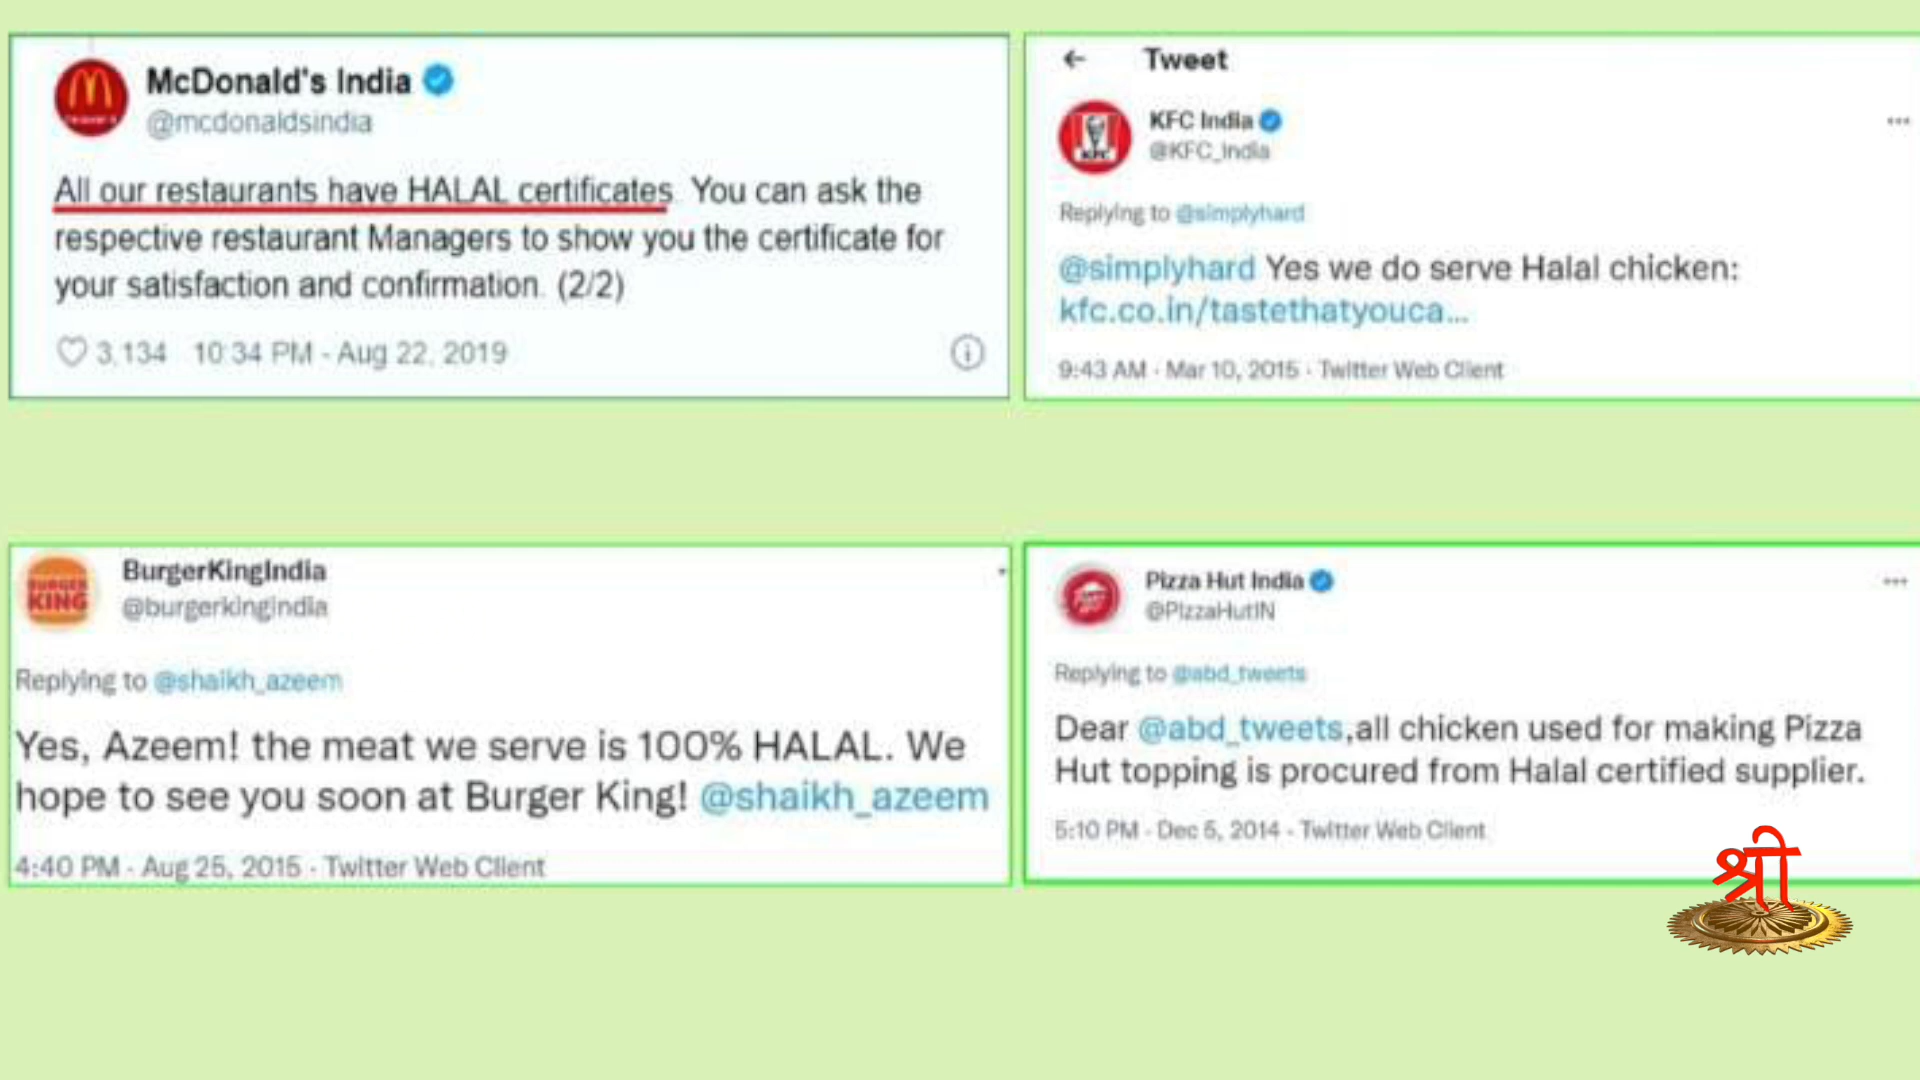 McDonald's India
@mcdonaldsindia
All our restaurants have HALAL certificates. You can ask the
respective restaurant Managers to show you the certificate for
your satisfaction and confirmation. (2/2)
3,134 10:34 PM - Aug 22, 2019
Tweet
KFC
KFC India
@KFC_India
Replying to @simplyhard
@simplyhard Yes we do serve Halal chicken:
kfc.co.in/tastethatyouca...
9:43 AM · Mar 10, 2015 · Twitter Web Client
BURGER
KING
BurgerKingIndia
@burgerkingindia
Replying to @shaikh_azeem
Yes, Azeem! the meat we serve is 100% HALAL. We
hope to see you soon at Burger King! @shaikh_azeem
4:40 PM · Aug 25, 2015 · Twitter Web Client
Pizza Hut India
@PizzaHutIN
Replying to @abd_tweets
Dear @abd_tweets,all chicken used for making Pizza
Hut topping is procured from Halal certified supplier.
5:10 PM · Dec 5, 2014 · Twitter Web Client
श्री